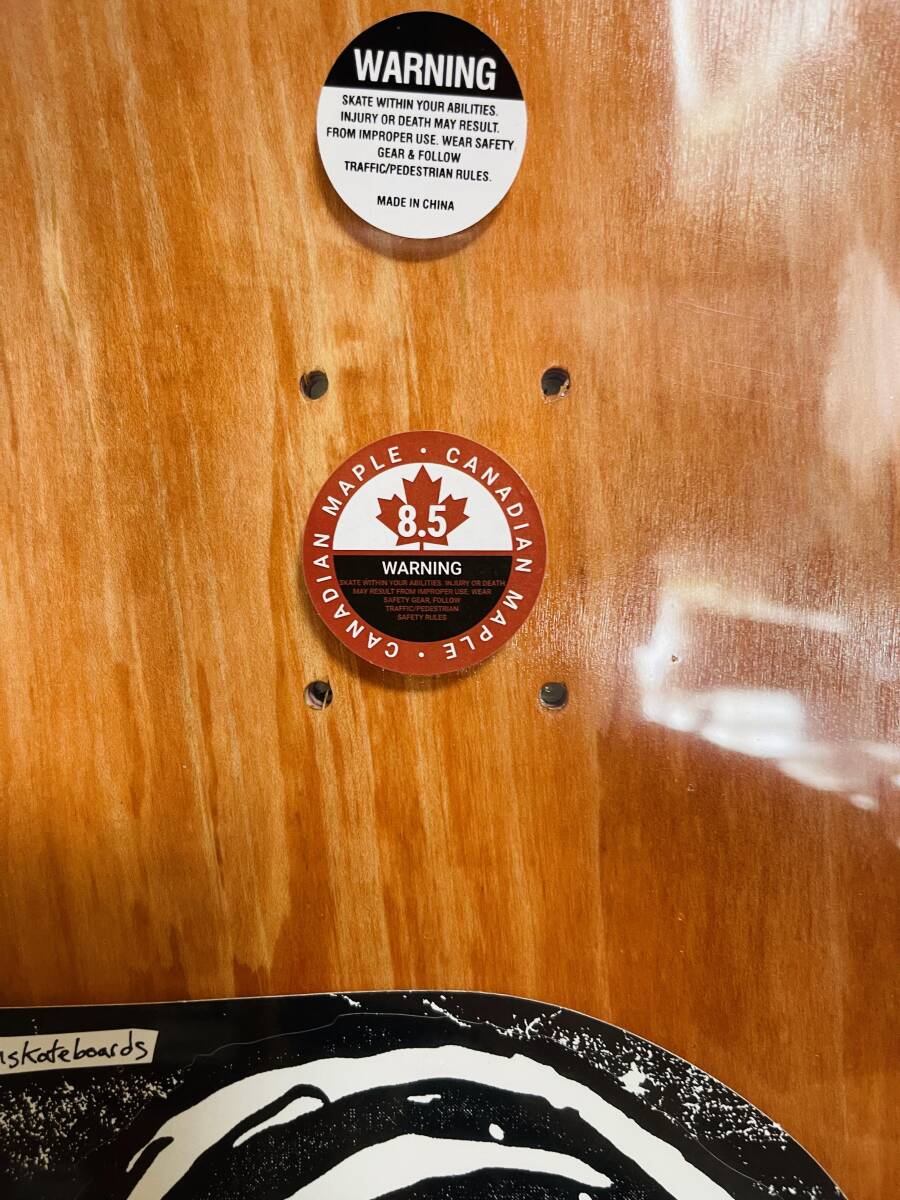 WARNING
SKATE WITHIN YOUR ABILITIES.
INJURY OR DEATH MAY RESULT.
FROM IMPROPER USE. WEAR SAFETY
GEAR & FOLLOW
TRAFFIC/PEDESTRIAN RULES.
MADE IN CHINA
CANADIAN MAPLE • CANADIAN MAPLE •
8.5
WARNING
SKATE WITHIN YOUR ABILITIES. INJURY OR DEATH
MAY RESULT FROM IMPROPER USE. WEAR
SAFETY GEAR, FOLLOW
TRAFFIC/PEDESTRIAN
SAFETY RULES
skateboards